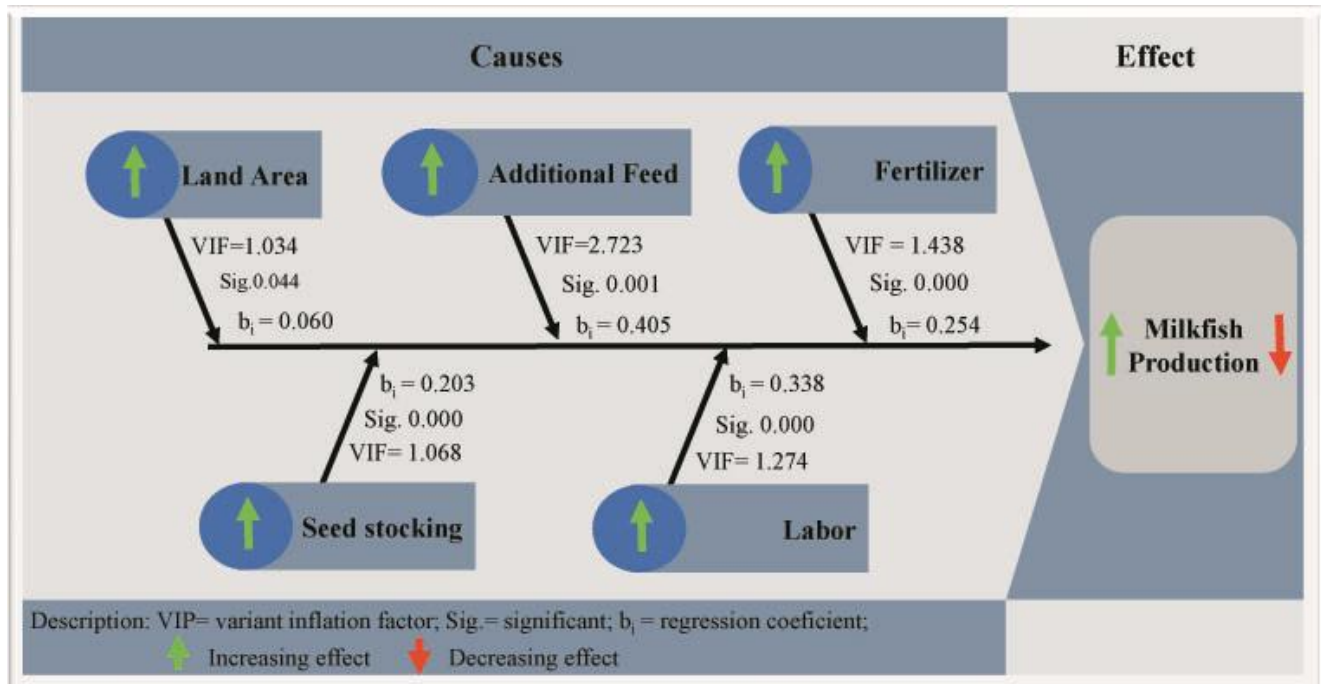 Causes
Effect
Land Area
Additional Feed
Fertilizer
VIF=1.034
Sig.0.044
bi = 0.060
VIF=2.723
Sig. 0.001
bi = 0.405
VIF = 1.438
Sig. 0.000
bi = 0.254
Milkfish
Production
bi = 0.203
Sig. 0.000
VIF= 1.068
bi = 0.338
Sig. 0.000
VIF= 1.274
Seed stocking
Labor
Description: VIP= variant inflation factor; Sig.= significant; bi = regression coeficient;
Increasing effect
Decreasing effect